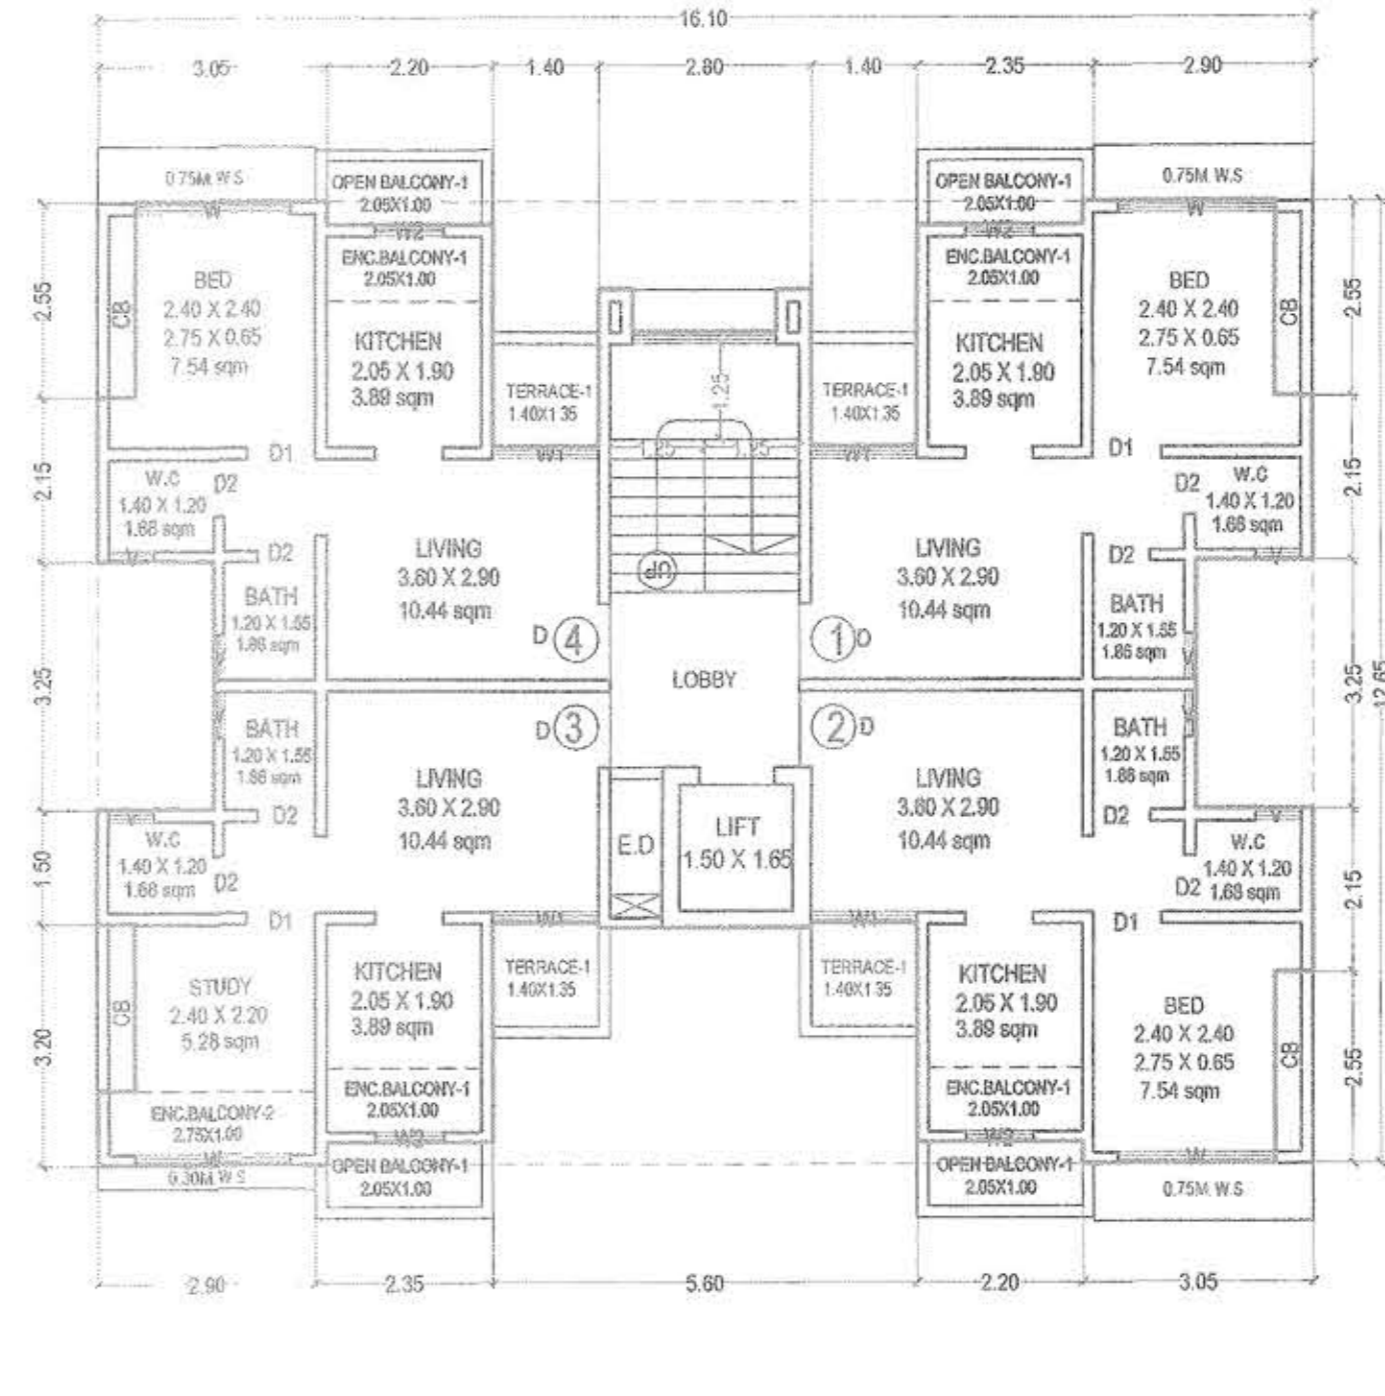 16.10
3.05 2.20 1.40 2.80 1.40 2.35 2.90
0.75M W.S
OPEN BALCONY-1
2.05X1.00
OPEN BALCONY-1
2.05X1.00
0.75M W.S
W
W2
W2
W
ENC.BALCONY-1
2.05X1.00
ENC.BALCONY-1
2.05X1.00
2.55
CB
BED
2.40 X 2.40
2.75 X 0.65
7.54 sqm
KITCHEN
2.05 X 1.90
3.89 sqm
TERRACE-1
1.40X1.35
W1
1.25
1.25
1.25
TERRACE-1
1.40X1.35
W1
KITCHEN
2.05 X 1.90
3.89 sqm
BED
2.40 X 2.40
2.75 X 0.65
7.54 sqm
CB
2.55
D1
D1
2.15
W.C
1.40 X 1.20
1.68 sqm
D2
V
D2
LIVING
3.60 X 2.90
10.44 sqm
UP
dn
LIVING
3.60 X 2.90
10.44 sqm
D2
D2
W.C
1.40 X 1.20
1.68 sqm
V
2.15
BATH
1.20 X 1.55
1.86 sqm
D 4
1 D
BATH
1.20 X 1.55
1.86 sqm
V
3.25
LOBBY
3.25
12.65
BATH
1.20 X 1.55
1.86 sqm
D 3
2 D
BATH
1.20 X 1.55
1.86 sqm
LIVING
3.60 X 2.90
10.44 sqm
LIVING
3.60 X 2.90
10.44 sqm
D2
D2
V
V
1.50
W.C
1.40 X 1.20
1.68 sqm
D2
E.D
LIFT
1.50 X 1.65
D2
W.C
1.40 X 1.20
1.68 sqm
2.15
D1
W1
W1
D1
CB
STUDY
2.40 X 2.20
5.28 sqm
KITCHEN
2.05 X 1.90
3.89 sqm
TERRACE-1
1.40X1.35
TERRACE-1
1.40X1.35
KITCHEN
2.05 X 1.90
3.89 sqm
BED
2.40 X 2.40
2.75 X 0.65
7.54 sqm
CB
3.20
2.55
ENC.BALCONY-2
2.75X1.00
ENC.BALCONY-1
2.05X1.00
ENC.BALCONY-1
2.05X1.00
W
W2
W2
W
0.30M W.S
OPEN BALCONY-1
2.05X1.00
OPEN BALCONY-1
2.05X1.00
0.75M W.S
2.90 2.35 5.60 2.20 3.05